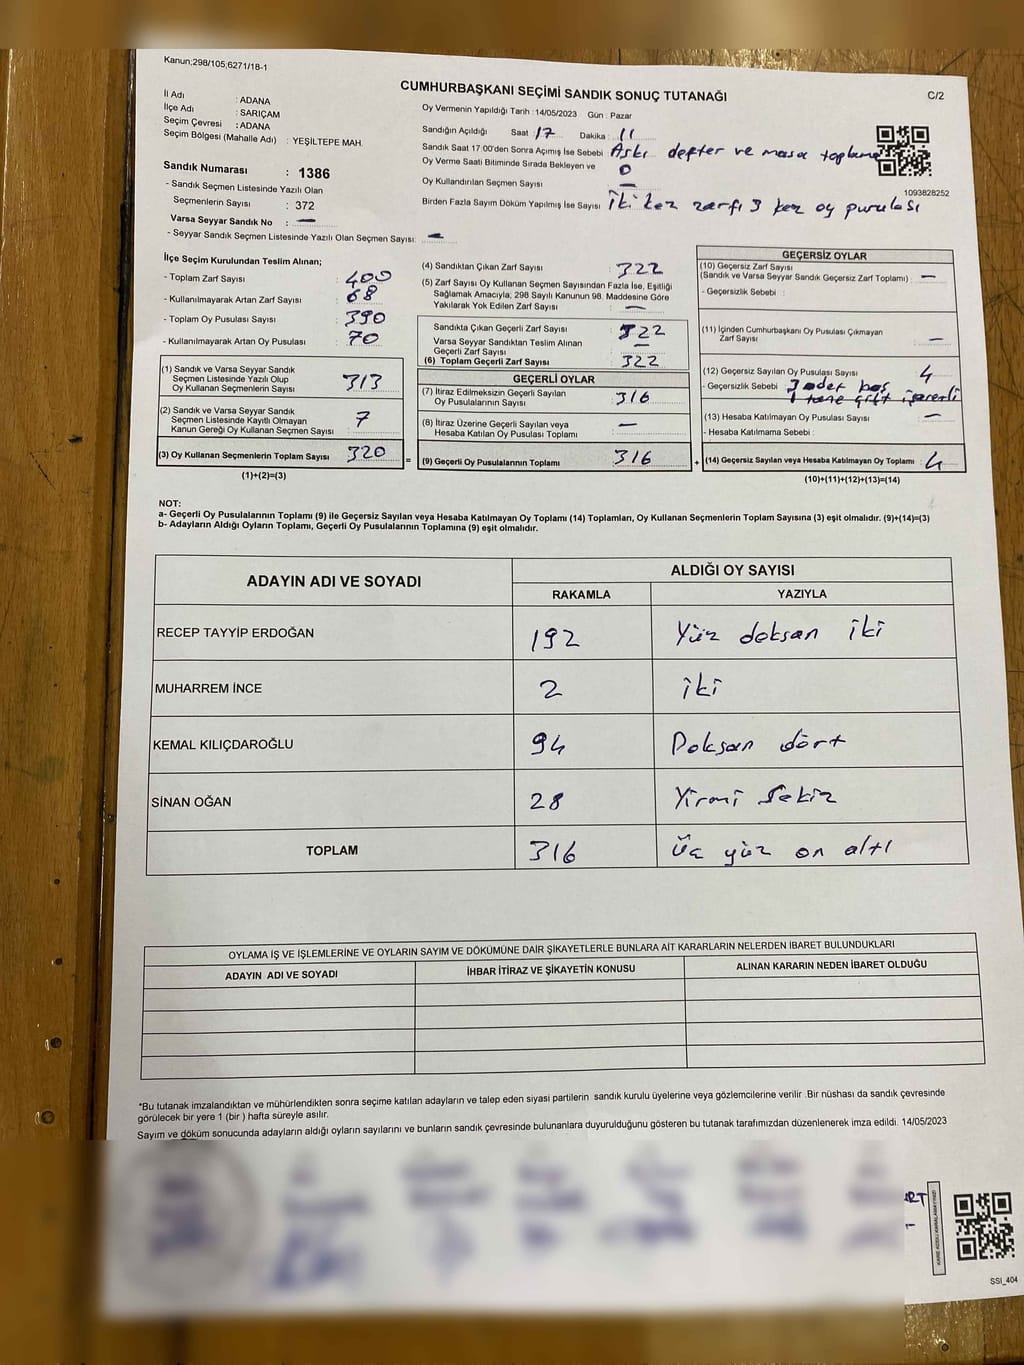 Kanun;298/105;6271/18-1
CUMHURBAŞKANI SEÇİMİ SANDIK SONUÇ TUTANAĞI
C/2
İl Adı : ADANA
İlçe Adı : SARIÇAM
Seçim Çevresi : ADANA
Seçim Bölgesi (Mahalle Adı) : YEŞİLTEPE MAH.
Sandık Numarası : 1386
- Sandık Seçmen Listesinde Yazılı Olan
Seçmenlerin Sayısı : 372
Varsa Seyyar Sandık No : —
- Seyyar Sandık Seçmen Listesinde Yazılı Olan Seçmen Sayısı: —
Oy Vermenin Yapıldığı Tarih : 14/05/2023 Gün : Pazar
Sandığın Açıldığı Saat : 17 Dakika : 11
Sandık Saat 17:00'den Sonra Açımış İse Sebebi Askı defter ve masa toplama
Oy Verme Saati Bitiminde Sırada Bekleyen ve 0
Oy Kullandırılan Seçmen Sayısı —
Birden Fazla Sayım Döküm Yapılmış İse Sayısı : İki kez zarfı 3 kez oy purulası
1093828252
İlçe Seçim Kurulundan Teslim Alınan;
- Toplam Zarf Sayısı : 400
- Kullanılmayarak Artan Zarf Sayısı : 68
- Toplam Oy Pusulası Sayısı : 390
- Kullanılmayarak Artan Oy Pusulası : 70
(1) Sandık ve Varsa Seyyar Sandık
Seçmen Listesinde Yazılı Olup
Oy Kullanan Seçmenlerin Sayısı : 313
(2) Sandık ve Varsa Seyyar Sandık
Seçmen Listesinde Kayıtlı Olmayan
Kanun Gereği Oy Kullanan Seçmen Sayısı : 7
(3) Oy Kullanan Seçmenlerin Toplam Sayısı : 320
(1)+(2)=(3)
=
(4) Sandıktan Çıkan Zarf Sayısı : 322
(5) Zarf Sayısı Oy Kullanan Seçmen Sayısından Fazla İse, Eşitliği
Sağlamak Amacıyla; 298 Sayılı Kanunun 98. Maddesine Göre
Yakılarak Yok Edilen Zarf Sayısı : —
Sandıkta Çıkan Geçerli Zarf Sayısı : 322
Varsa Seyyar Sandıktan Teslim Alınan
Geçerli Zarf Sayısı : —
(6) Toplam Geçerli Zarf Sayısı : 322
GEÇERLİ OYLAR
(7) İtiraz Edilmeksizin Geçerli Sayılan
Oy Pusulalarının Sayısı : 316
(8) İtiraz Üzerine Geçerli Sayılan veya
Hesaba Katılan Oy Pusulası Toplamı : —
(9) Geçerli Oy Pusulalarının Toplamı : 316
+
GEÇERSİZ OYLAR
(10) Geçersiz Zarf Sayısı
(Sandık ve Varsa Seyyar Sandık Geçersiz Zarf Toplamı) : —
- Geçersizlik Sebebi :
(11) İçinden Cumhurbaşkanı Oy Pusulası Çıkmayan
Zarf Sayısı : —
(12) Geçersiz Sayılan Oy Pusulası Sayısı : 4
- Geçersizlik Sebebi : 3 adet boş
1 tane çift işaretli
(13) Hesaba Katılmayan Oy Pusulası Sayısı : —
- Hesaba Katılmama Sebebi :
(14) Geçersiz Sayılan veya Hesaba Katılmayan Oy Toplamı : 4
(10)+(11)+(12)+(13)=(14)
NOT:
a- Geçerli Oy Pusulalarının Toplamı (9) ile Geçersiz Sayılan veya Hesaba Katılmayan Oy Toplamı (14) Toplamları, Oy Kullanan Seçmenlerin Toplam Sayısına (3) eşit olmalıdır. (9)+(14)=(3)
b- Adayların Aldığı Oyların Toplamı, Geçerli Oy Pusulalarının Toplamına (9) eşit olmalıdır.
ADAYIN ADI VE SOYADI ALDIĞI OY SAYISI
RAKAMLA YAZIYLA
RECEP TAYYİP ERDOĞAN 192 Yüz doksan iki
MUHARREM İNCE 2 iki
KEMAL KILIÇDAROĞLU 94 Doksan dört
SİNAN OĞAN 28 Yirmi Sekiz
TOPLAM 316 Üç yüz on altı
OYLAMA İŞ VE İŞLEMLERİNE VE OYLARIN SAYIM VE DÖKÜMÜNE DAİR ŞİKAYETLERLE BUNLARA AİT KARARLARIN NELERDEN İBARET BULUNDUKLARI
ADAYIN ADI VE SOYADI İHBAR İTİRAZ VE ŞİKAYETİN KONUSU ALINAN KARARIN NEDEN İBARET OLDUĞU
*Bu tutanak imzalandıktan ve mühürlendikten sonra seçime katılan adayların ve talep eden siyasi partilerin sandık kurulu üyelerine veya gözlemcilerine verilir .Bir nüshası da sandık çevresinde
görülecek bir yere 1 (bir ) hafta süreyle asılır.
Sayım ve döküm sonucunda adayların aldığı oyların sayılarını ve bunların sandık çevresinde bulunanlara duyurulduğunu gösteren bu tutanak tarafımızdan düzenlenerek imza edildi. 14/05/2023
SSI_404